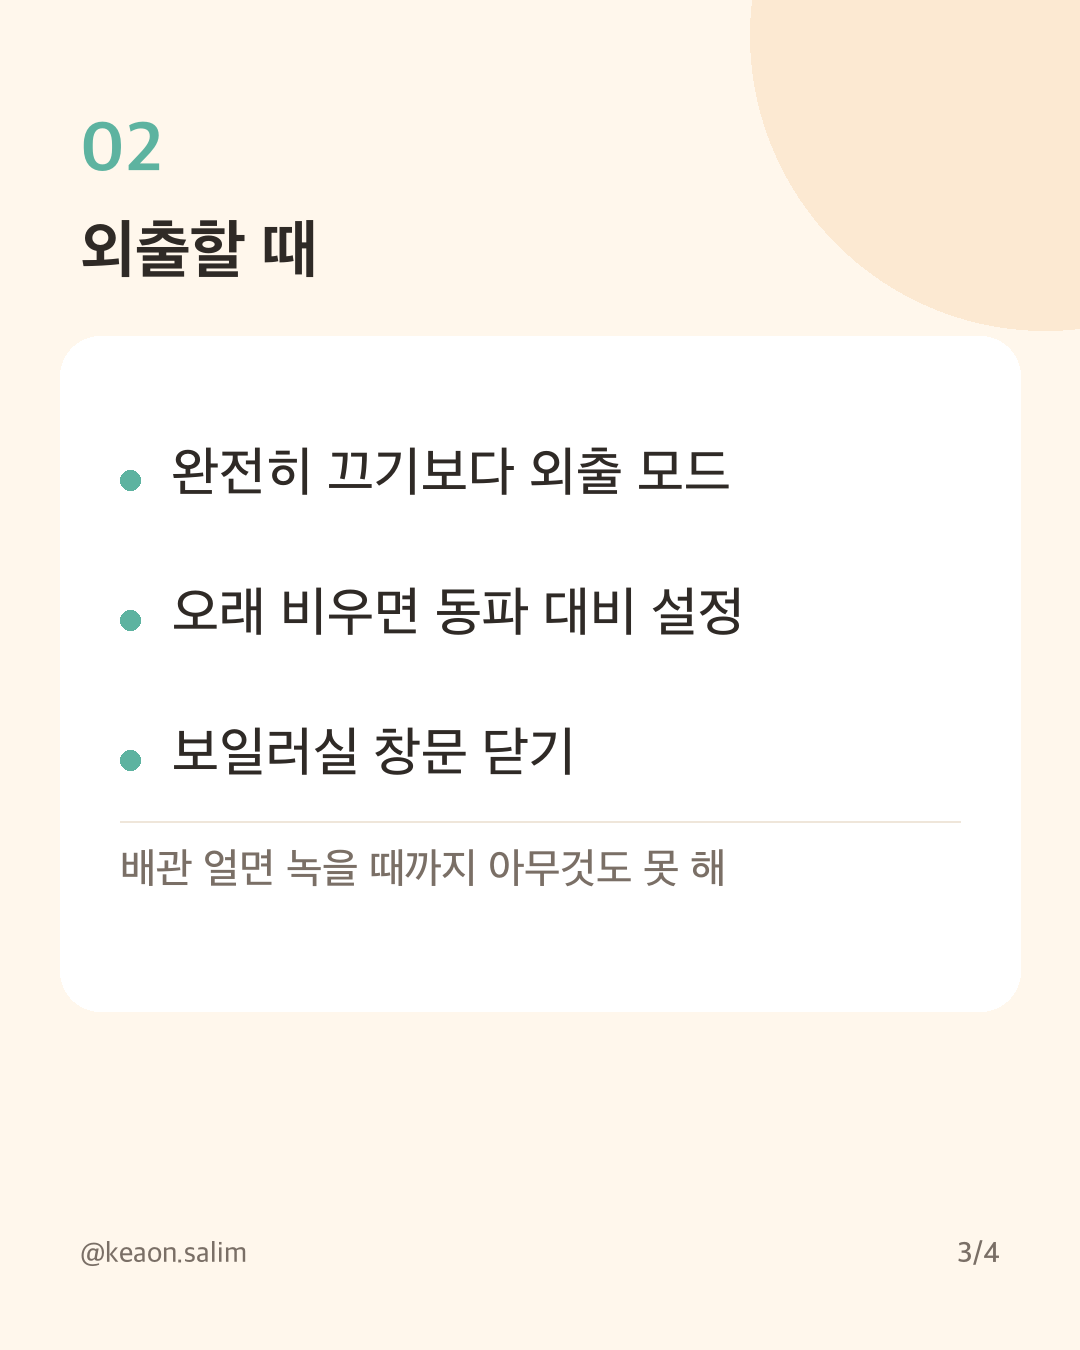 02
외출할 때
완전히 끄기보다 외출 모드
오래 비우면 동파 대비 설정
보일러실 창문 닫기
배관 얼면 녹을 때까지 아무것도 못 해
@keaon.salim
3/4